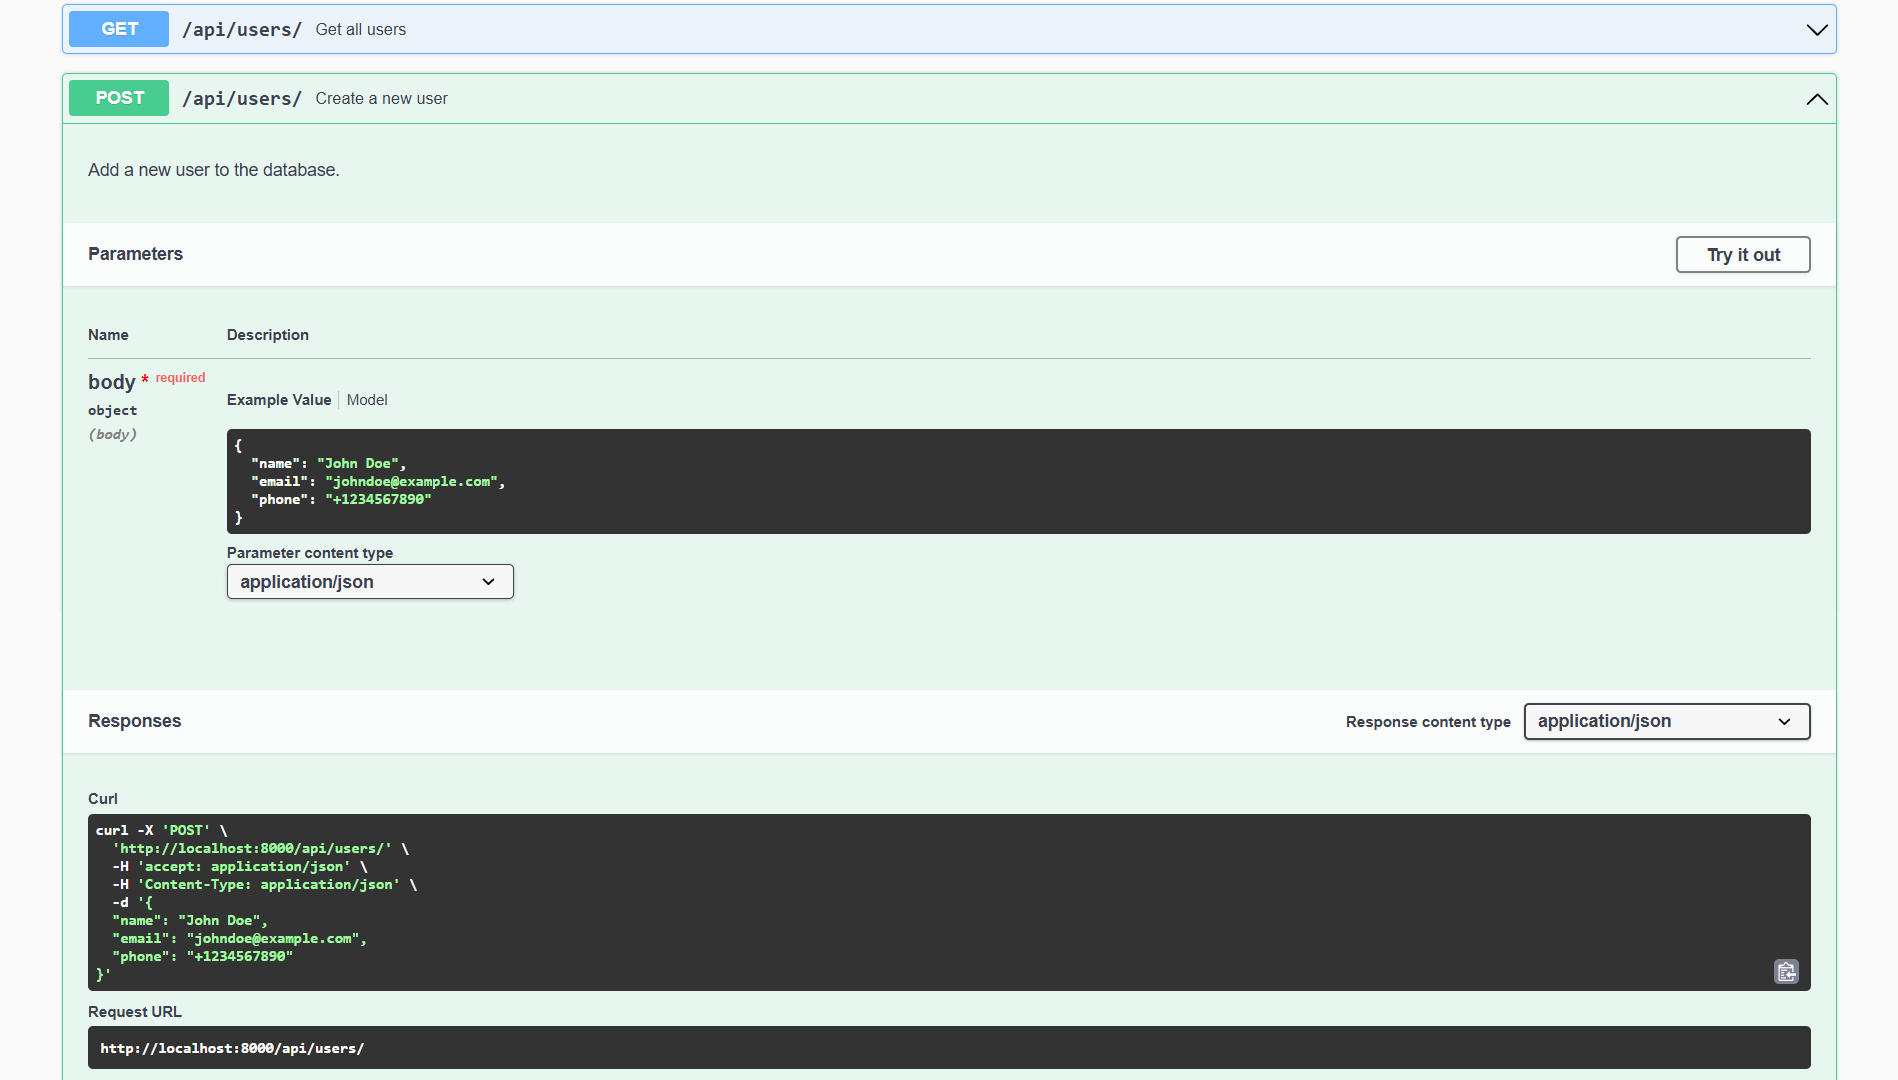 GET /api/users/ Get all users
POST /api/users/ Create a new user
Add a new user to the database.
Parameters Try it out
Name Description
body * required
object
(body)
Example Value Model
{
  "name": "John Doe",
  "email": "johndoe@example.com",
  "phone": "+1234567890"
}
Parameter content type
application/json
Responses Response content type application/json
Curl
curl -X 'POST' \
  'http://localhost:8000/api/users/' \
  -H 'accept: application/json' \
  -H 'Content-Type: application/json' \
  -d '{
  "name": "John Doe",
  "email": "johndoe@example.com",
  "phone": "+1234567890"
}'
Request URL
http://localhost:8000/api/users/